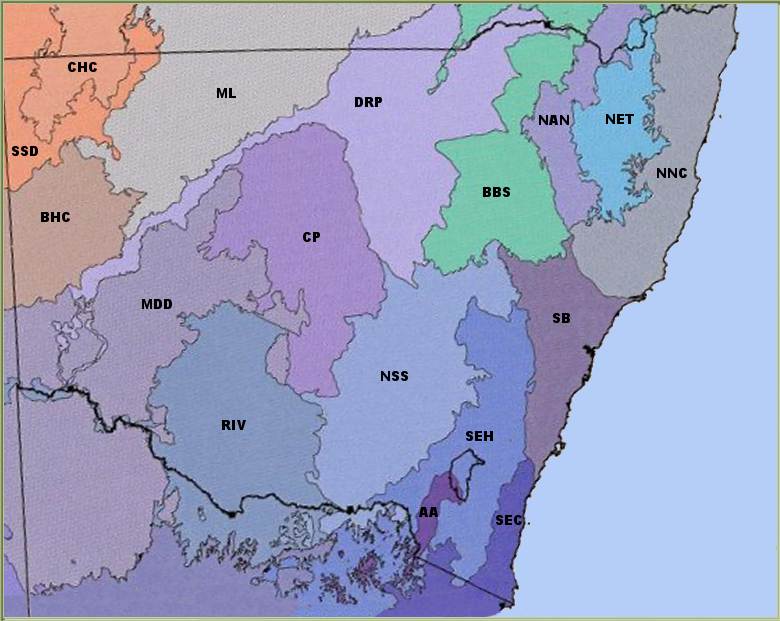 CHC
ML
DRP
NAN
NET
SSD
NNC
BBS
BHC
CP
MDD
SB
NSS
RIV
SEH
AA
SEC